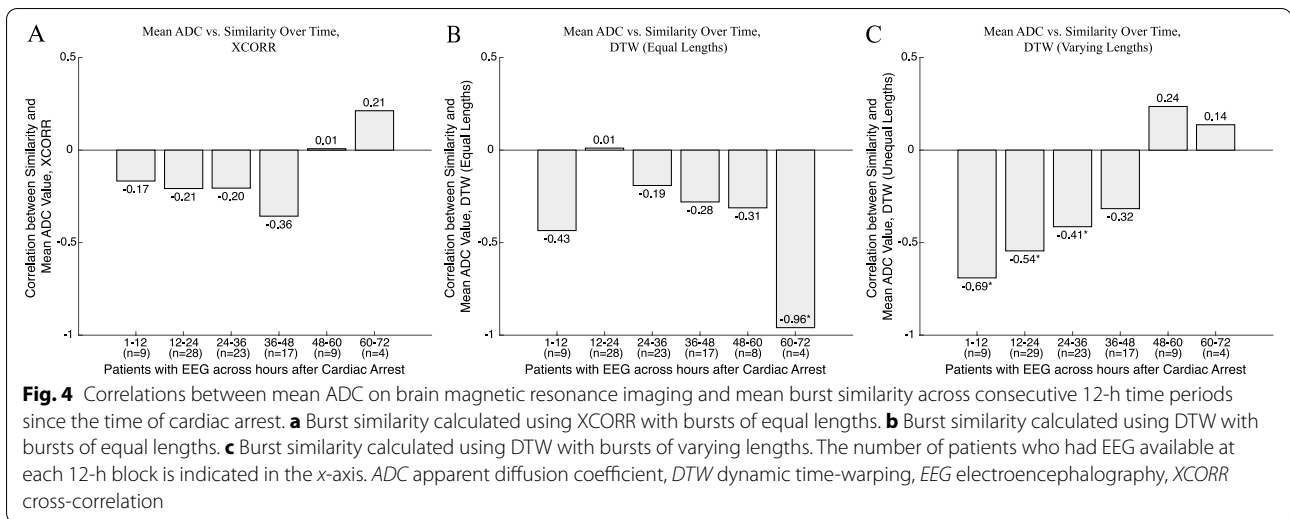 A
Mean ADC vs. Similarity Over Time,
XCORR
Correlation between Similarity and
Mean ADC Value, XCORR
0.5
0
-0.5
-1
-0.17
-0.21
-0.20
-0.36
0.01
0.21
1-12 12-24 24-36 36-48 48-60 60-72
(n=9) (n=28) (n=23) (n=17) (n=9) (n=4)
Patients with EEG across hours after Cardiac Arrest
B
Mean ADC vs. Similarity Over Time,
DTW (Equal Lengths)
Correlation between Similarity and
Mean ADC Value, DTW (Equal Lengths)
0.5
0
-0.5
-1
-0.43
0.01
-0.19
-0.28
-0.31
-0.96*
1-12 12-24 24-36 36-48 48-60 60-72
(n=9) (n=28) (n=23) (n=17) (n=8) (n=4)
Patients with EEG across hours after Cardiac Arrest
C
Mean ADC vs. Similarity Over Time,
DTW (Varying Lengths)
Correlation between Similarity and
Mean ADC Value, DTW (Unequal Lengths)
0.5
0
-0.5
-1
-0.69*
-0.54*
-0.41*
-0.32
0.24
0.14
1-12 12-24 24-36 36-48 48-60 60-72
(n=9) (n=29) (n=23) (n=17) (n=9) (n=4)
Patients with EEG across hours after Cardiac Arrest
Fig. 4 Correlations between mean ADC on brain magnetic resonance imaging and mean burst similarity across consecutive 12-h time periods
since the time of cardiac arrest. a Burst similarity calculated using XCORR with bursts of equal lengths. b Burst similarity calculated using DTW with
bursts of equal lengths. c Burst similarity calculated using DTW with bursts of varying lengths. The number of patients who had EEG available at
each 12-h block is indicated in the x-axis. ADC apparent diffusion coefficient, DTW dynamic time-warping, EEG electroencephalography, XCORR
cross-correlation